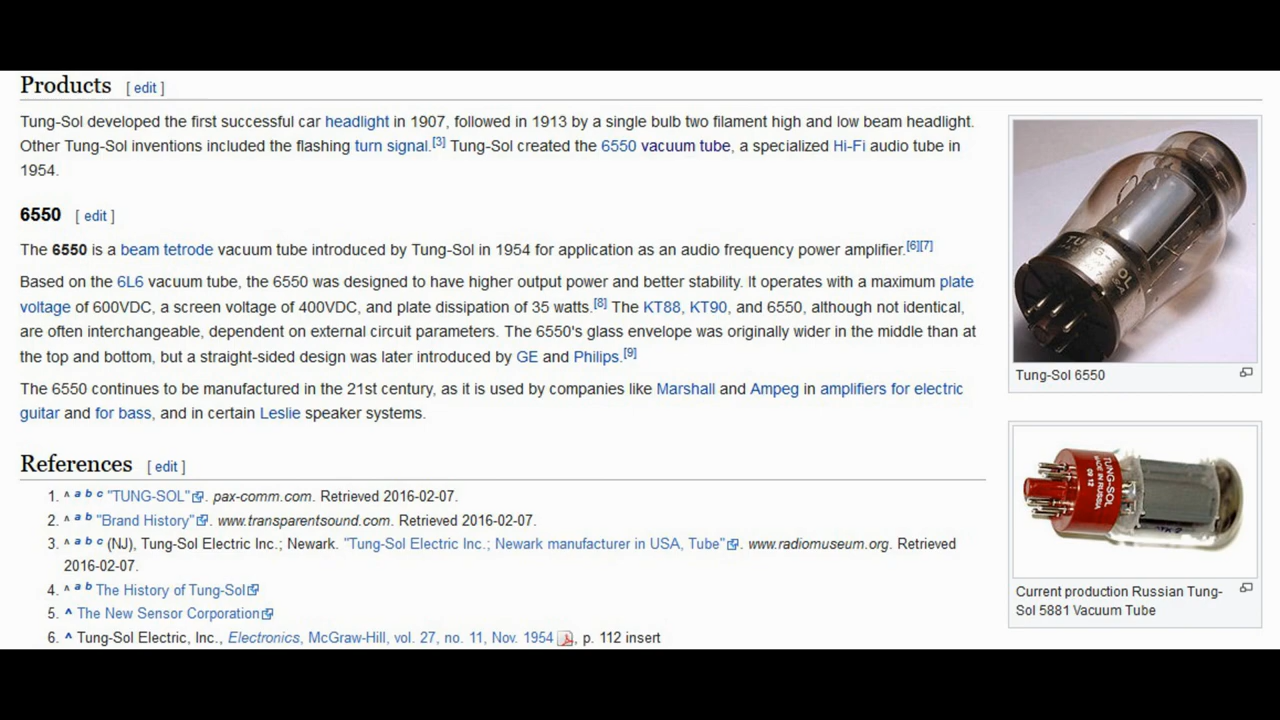 Products [ edit ]
Tung-Sol developed the first successful car headlight in 1907, followed in 1913 by a single bulb two filament high and low beam headlight.
Other Tung-Sol inventions included the flashing turn signal.[3] Tung-Sol created the 6550 vacuum tube, a specialized Hi-Fi audio tube in
1954.
6550 [ edit ]
The 6550 is a beam tetrode vacuum tube introduced by Tung-Sol in 1954 for application as an audio frequency power amplifier.[6][7]
Based on the 6L6 vacuum tube, the 6550 was designed to have higher output power and better stability. It operates with a maximum plate
voltage of 600VDC, a screen voltage of 400VDC, and plate dissipation of 35 watts.[8] The KT88, KT90, and 6550, although not identical,
are often interchangeable, dependent on external circuit parameters. The 6550's glass envelope was originally wider in the middle than at
the top and bottom, but a straight-sided design was later introduced by GE and Philips.[9]
The 6550 continues to be manufactured in the 21st century, as it is used by companies like Marshall and Ampeg in amplifiers for electric
guitar and for bass, and in certain Leslie speaker systems.
References [ edit ]
1. ^ a b c "TUNG-SOL". pax-comm.com. Retrieved 2016-02-07.
2. ^ a b "Brand History". www.transparentsound.com. Retrieved 2016-02-07.
3. ^ a b c (NJ), Tung-Sol Electric Inc.; Newark. "Tung-Sol Electric Inc.; Newark manufacturer in USA, Tube". www.radiomuseum.org. Retrieved
2016-02-07.
4. ^ a b The History of Tung-Sol
5. ^ The New Sensor Corporation
6. ^ Tung-Sol Electric, Inc., Electronics, McGraw-Hill, vol. 27, no. 11, Nov. 1954, p. 112 insert
TUNG-SOL
Tung-Sol 6550
TUNG-SOL
MADE IN RUSSIA
09 12
Current production Russian Tung-
Sol 5881 Vacuum Tube